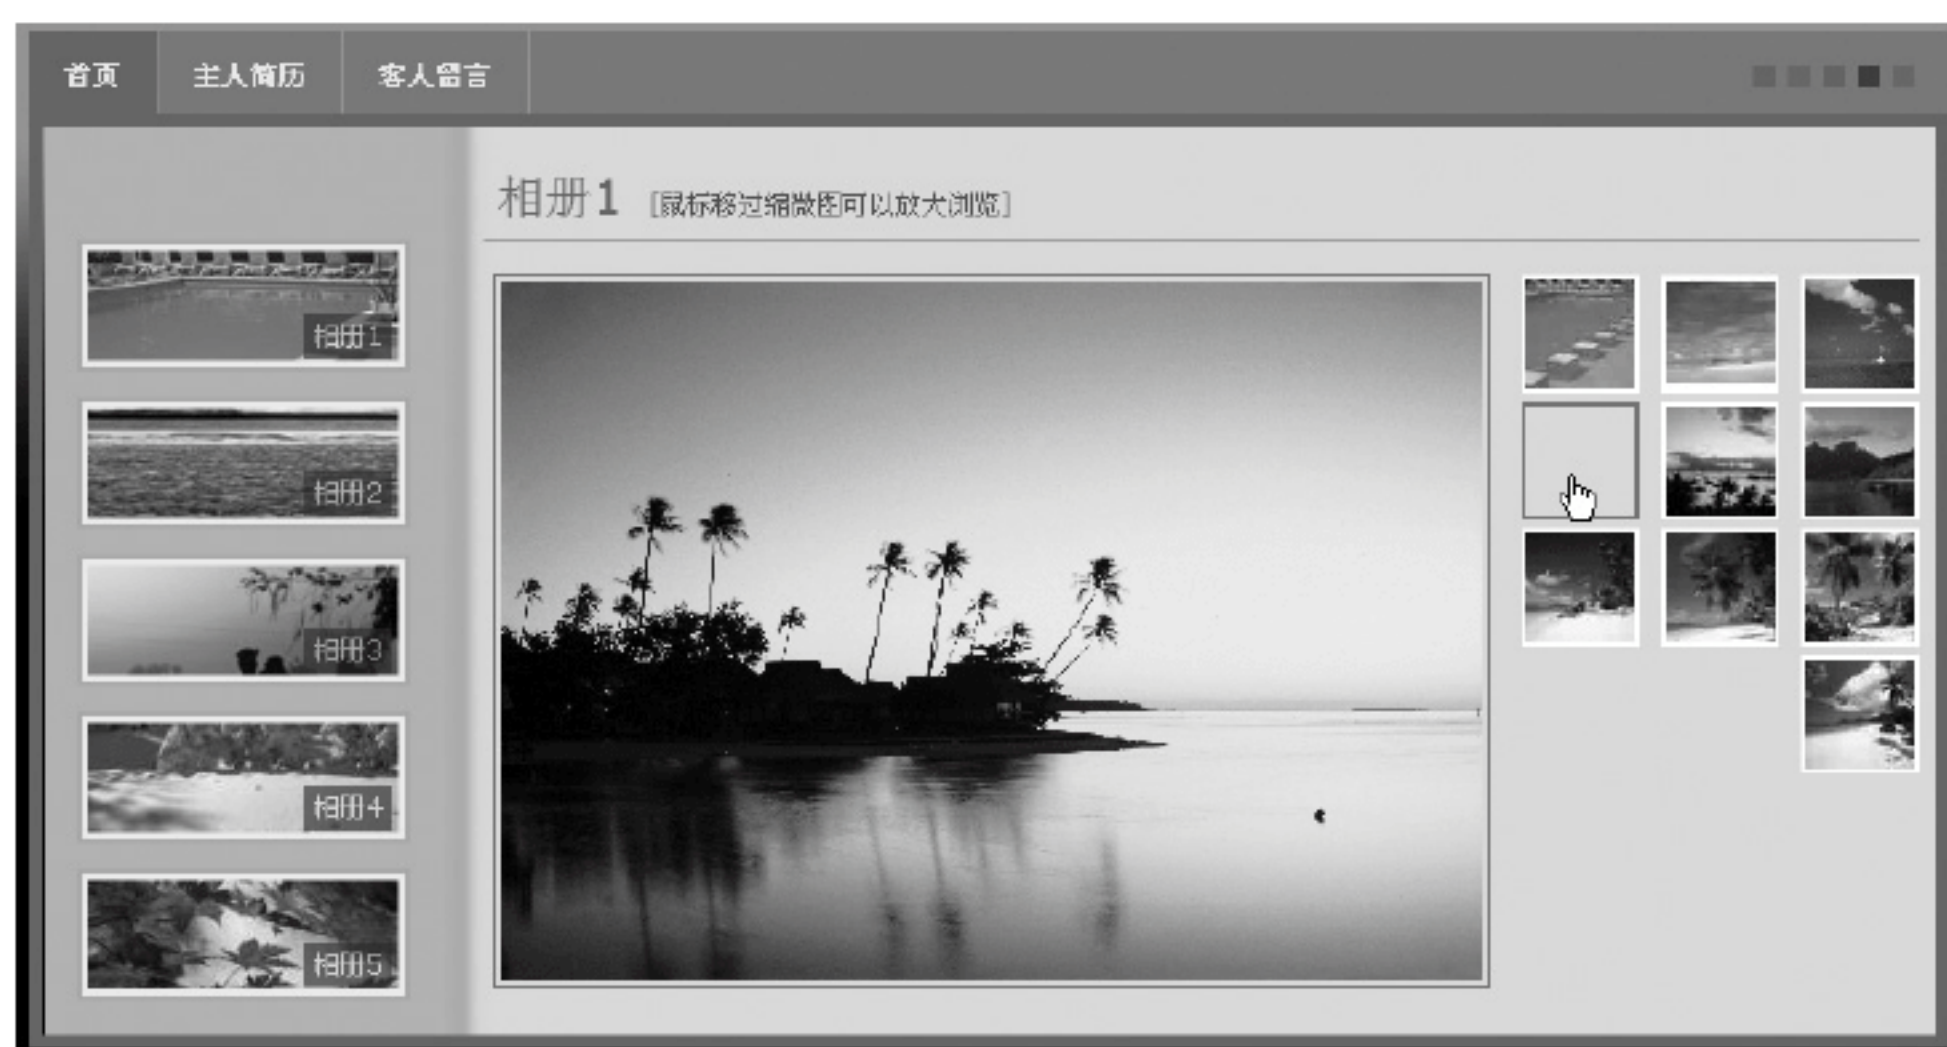 首页 主人简历 客人留言
相册1 [鼠标移过缩微图可以放大浏览]
相册1
相册2
相册3
相册4
相册5